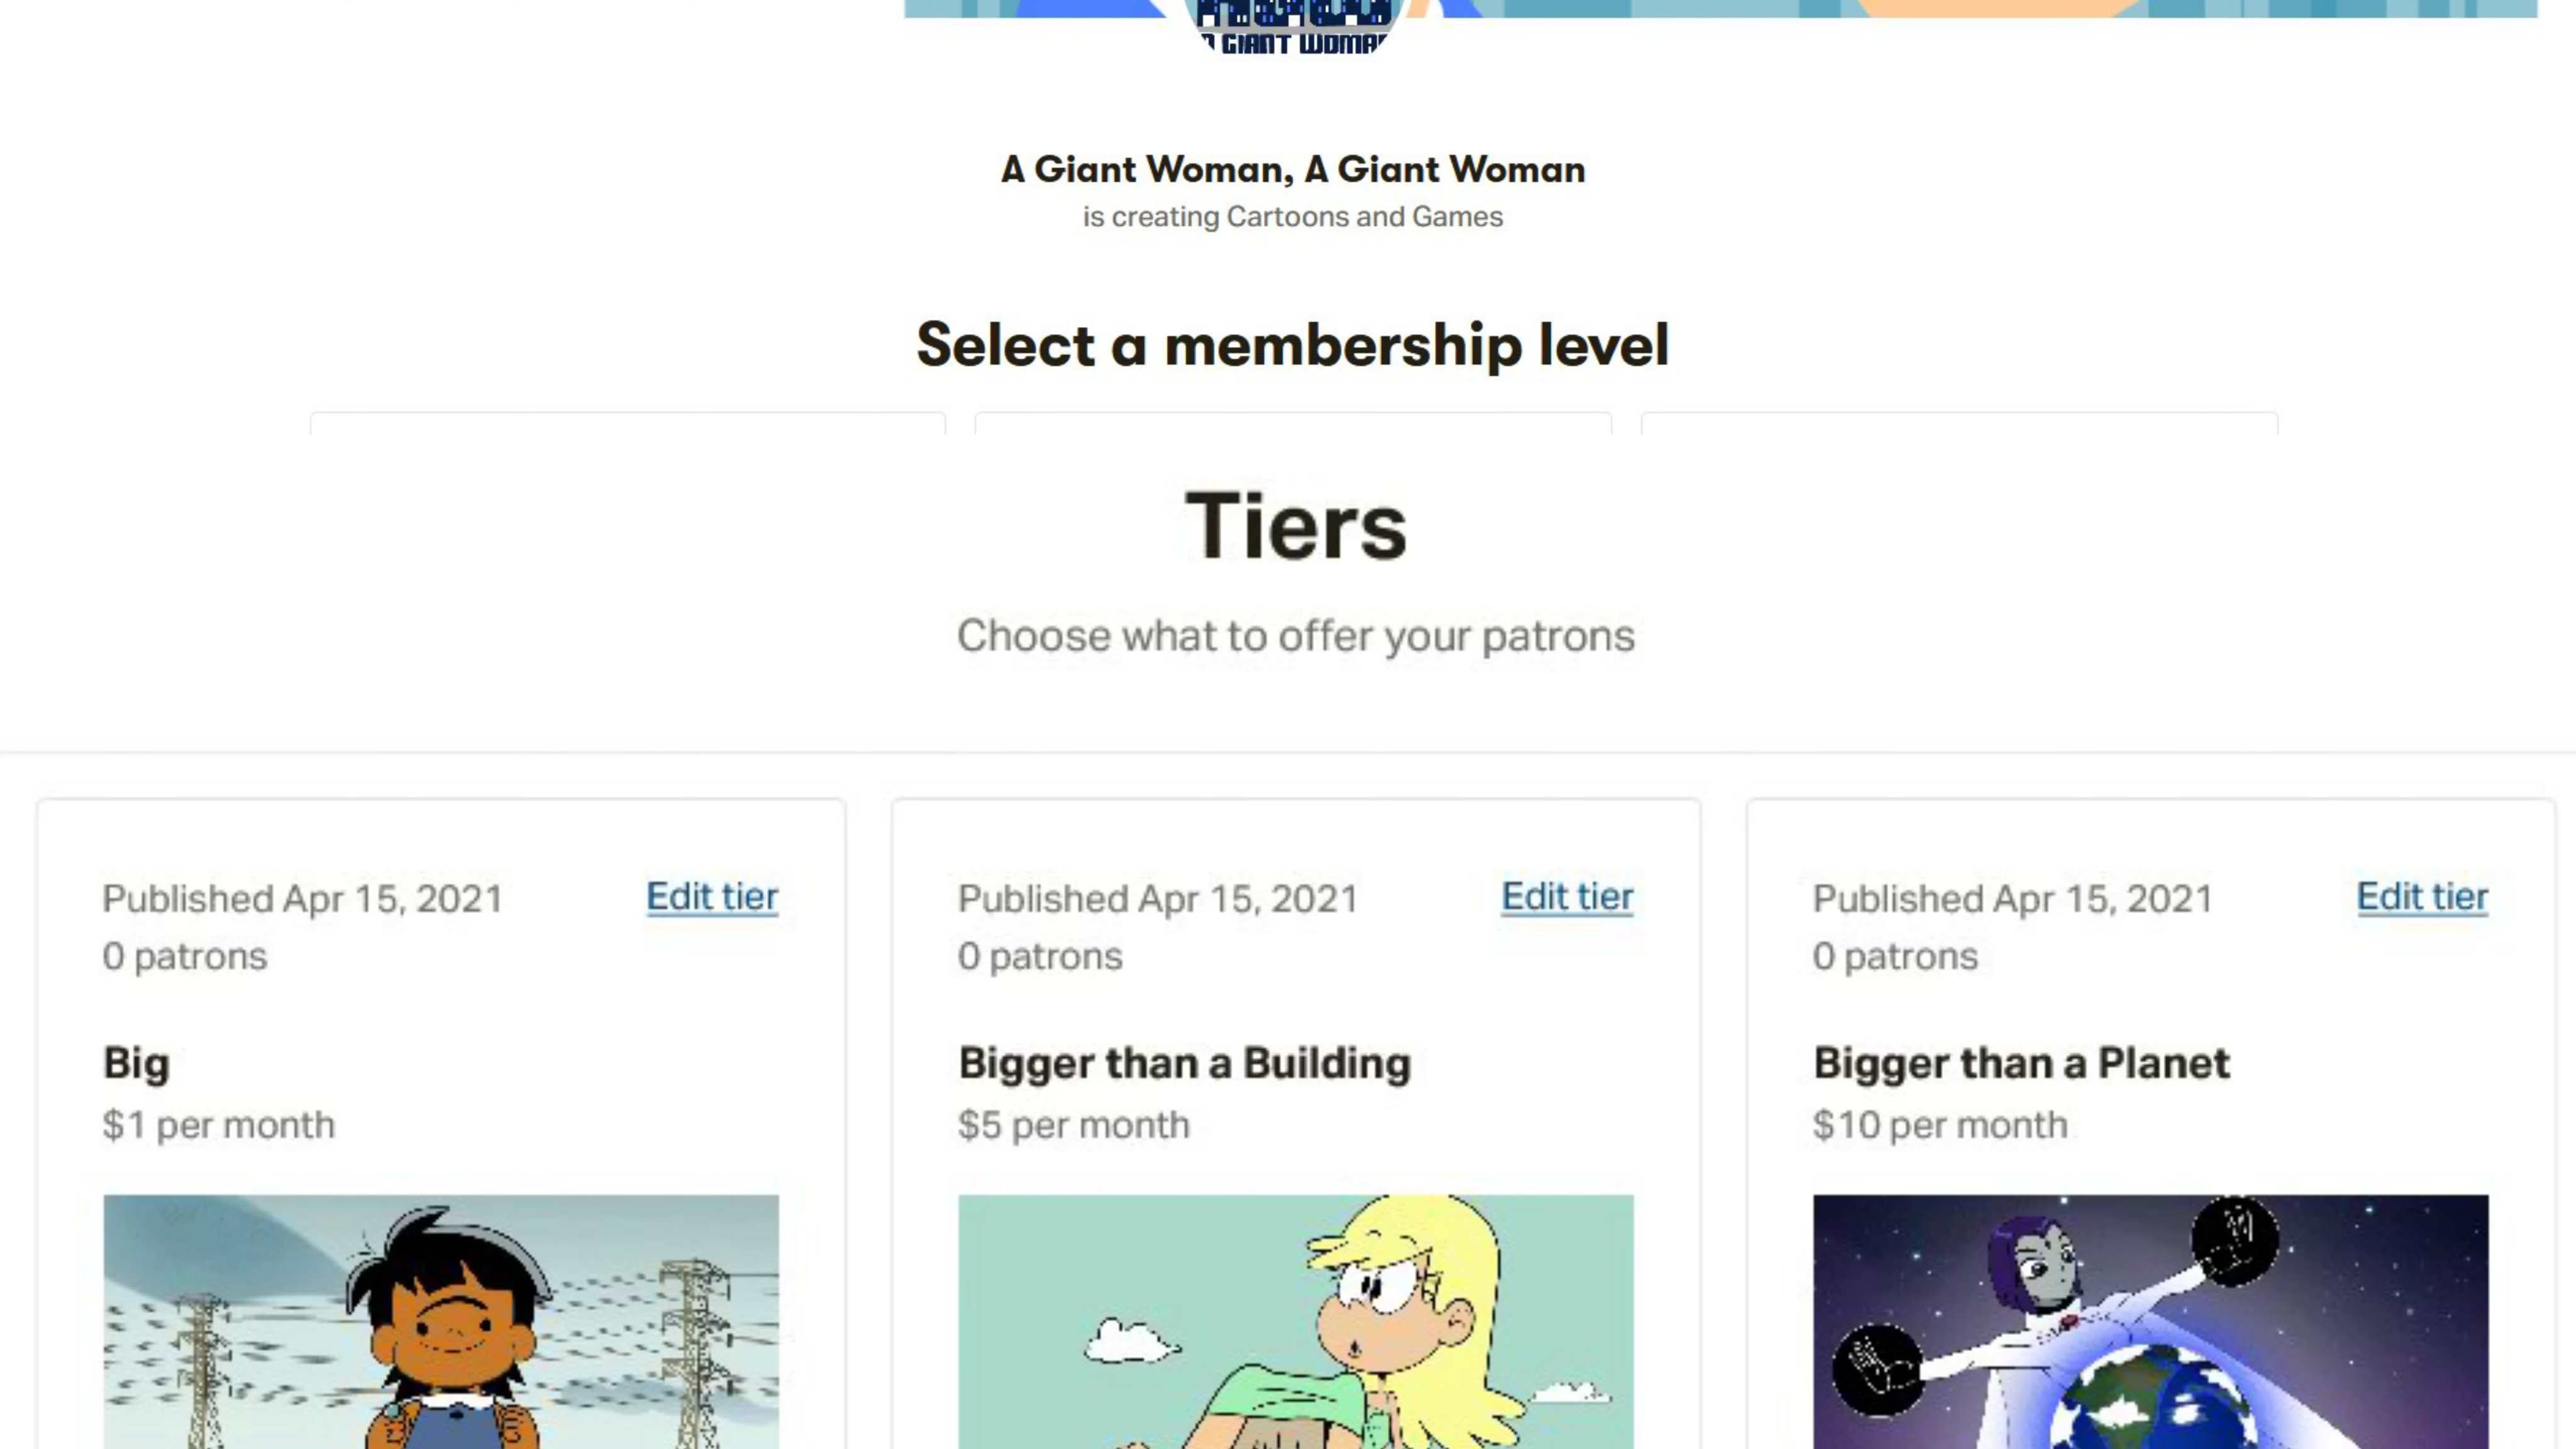 A GIANT WOMAN
A Giant Woman, A Giant Woman
is creating Cartoons and Games
Select a membership level
Tiers
Choose what to offer your patrons
Published Apr 15, 2021 Edit tier
0 patrons
Big
$1 per month
Published Apr 15, 2021 Edit tier
0 patrons
Bigger than a Building
$5 per month
Published Apr 15, 2021 Edit tier
0 patrons
Bigger than a Planet
$10 per month